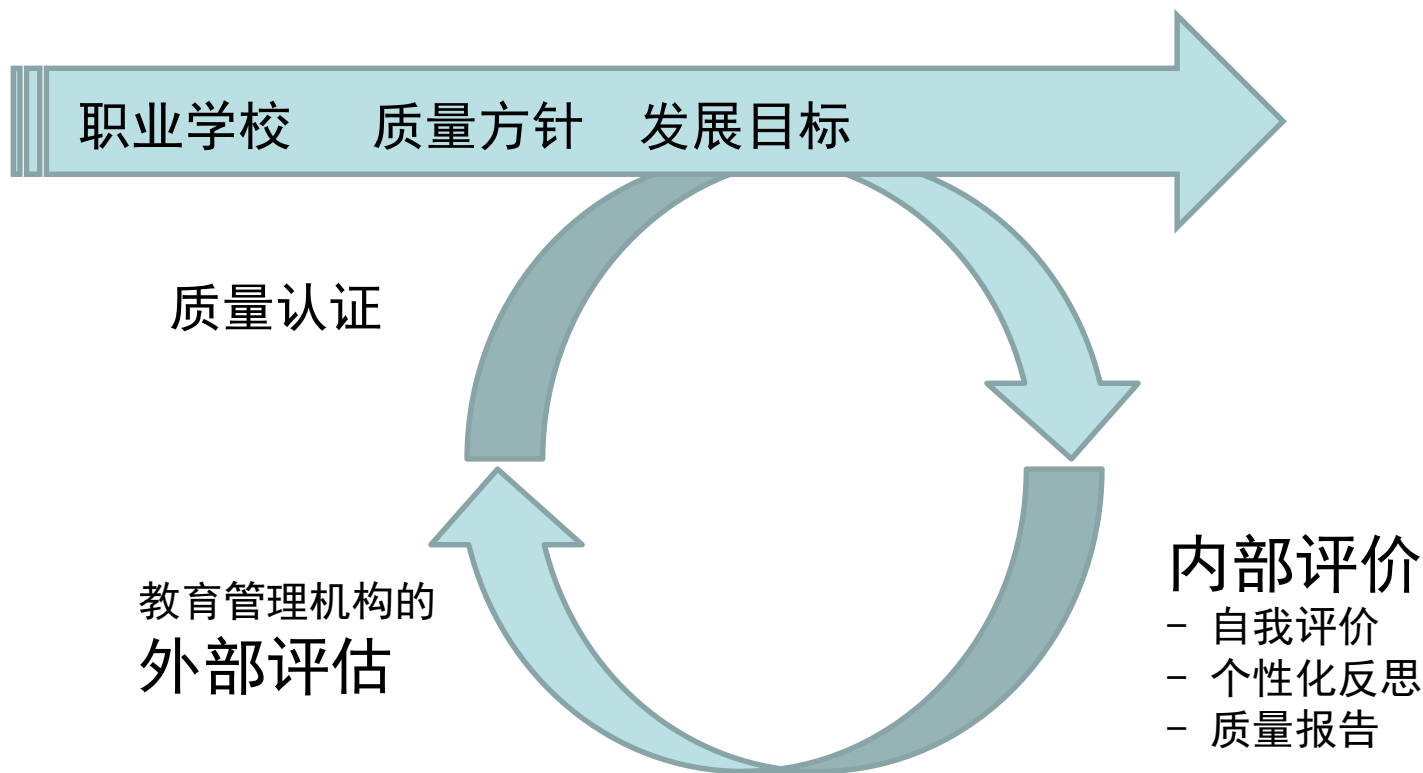 职业学校 质量方针 发展目标
质量认证
教育管理机构的
外部评估
内部评价
- 自我评价
- 个性化反思
- 质量报告